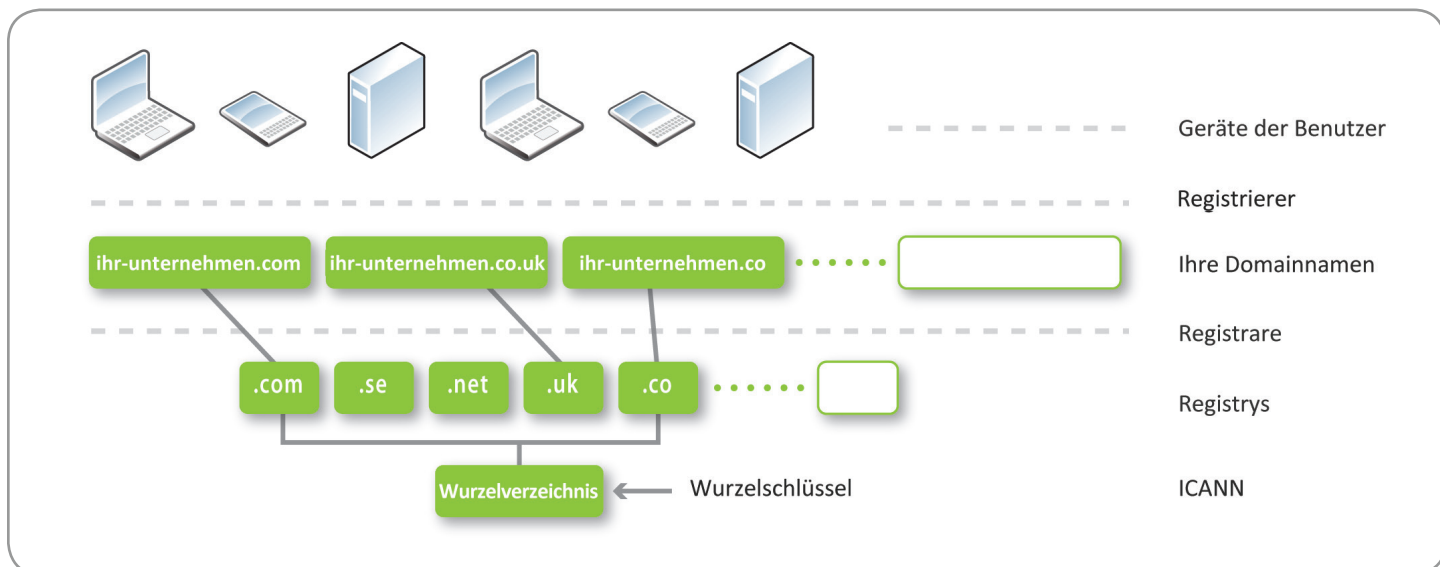 Geräte der Benutzer
Registrierer
ihr-unternehmen.com ihr-unternehmen.co.uk ihr-unternehmen.co Ihre Domainnamen
Registrare
.com .se .net .uk .co Registrys
Wurzelverzeichnis Wurzelschlüssel ICANN